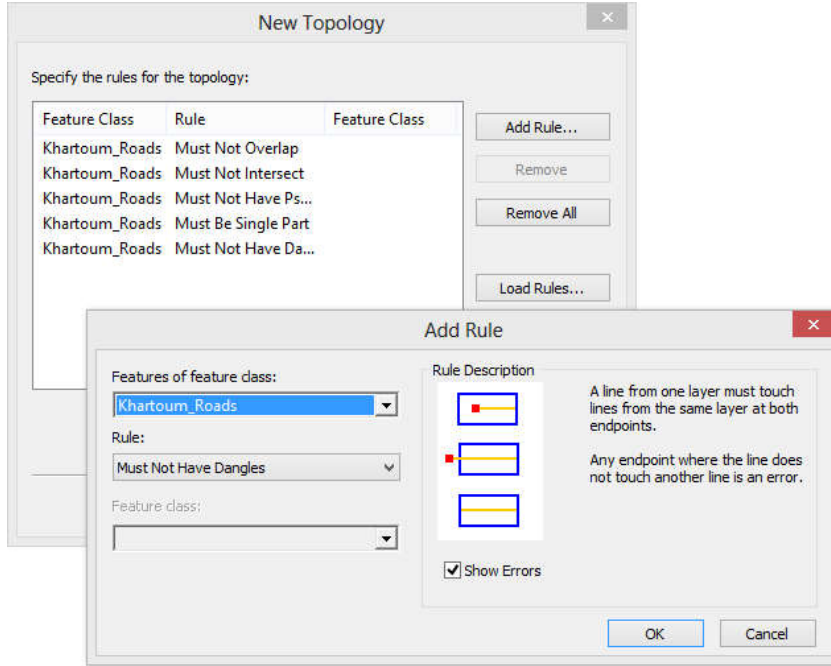 New Topology
Specify the rules for the topology:
Feature Class Rule Feature Class
Khartoum_Roads Must Not Overlap
Khartoum_Roads Must Not Intersect
Khartoum_Roads Must Not Have Ps...
Khartoum_Roads Must Be Single Part
Khartoum_Roads Must Not Have Da...
Add Rule...
Remove
Remove All
Load Rules...
Add Rule
Features of feature class:
Khartoum_Roads
Rule:
Must Not Have Dangles
Feature class:
Rule Description
A line from one layer must touch
lines from the same layer at both
endpoints.
Any endpoint where the line does
not touch another line is an error.
Show Errors
OK
Cancel